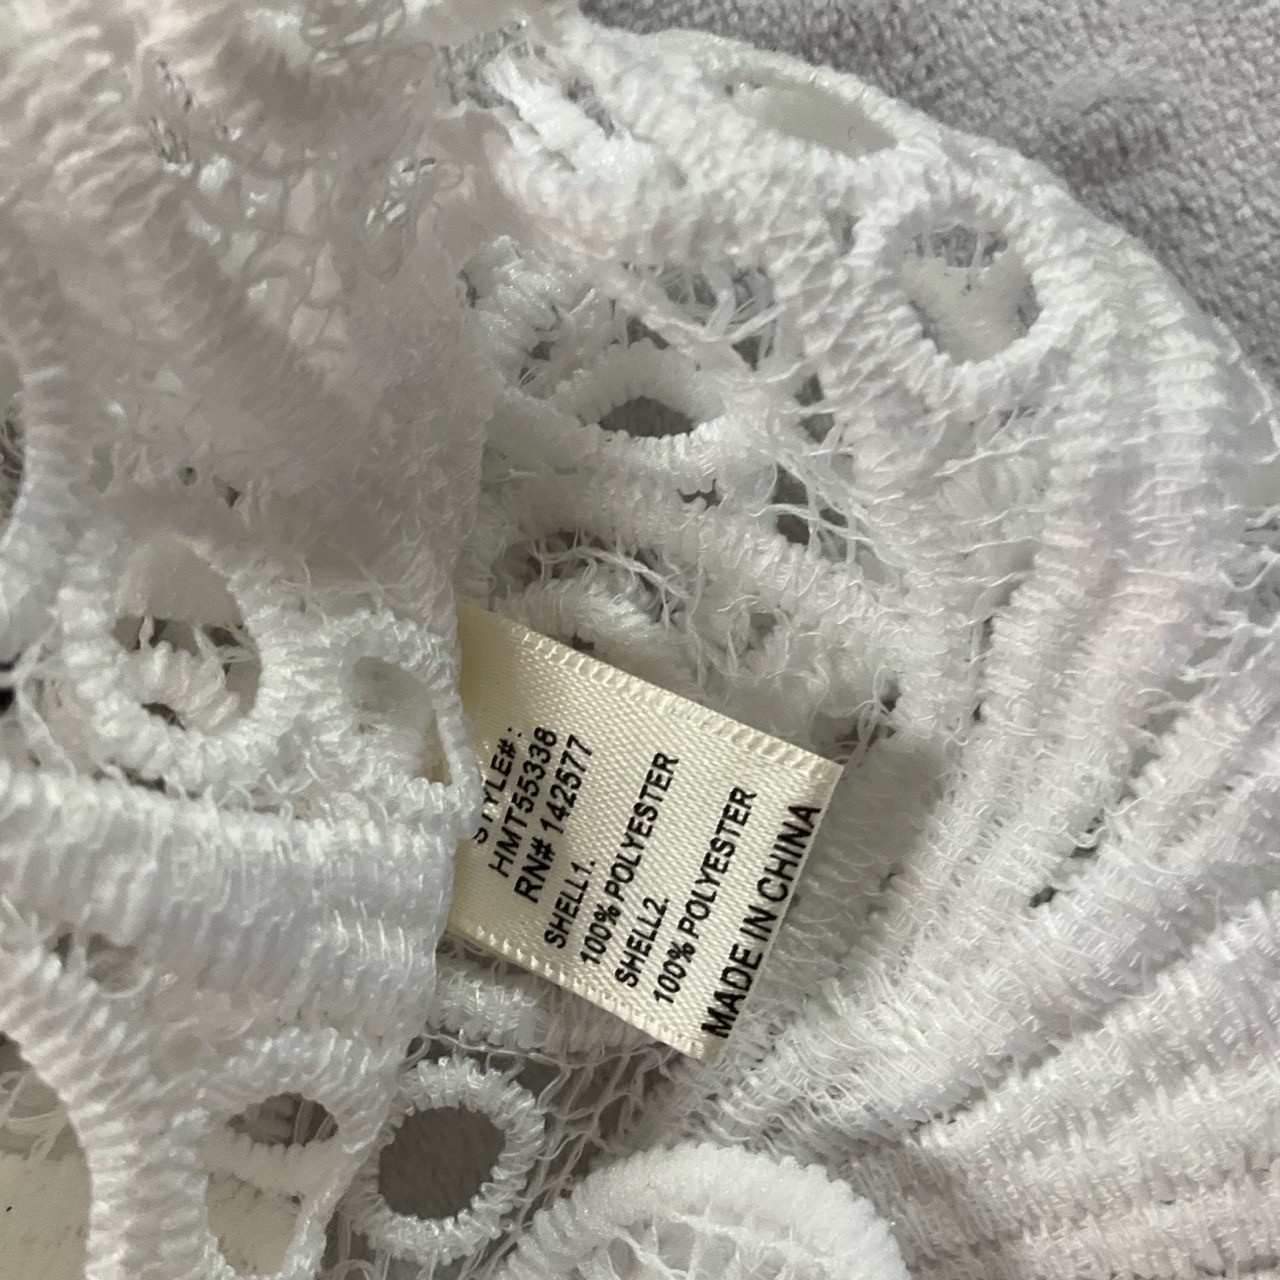 STYLE#:
HMT55338
RN# 142577
SHELL1.
100% POLYESTER
SHELL2.
100% POLYESTER
MADE IN CHINA